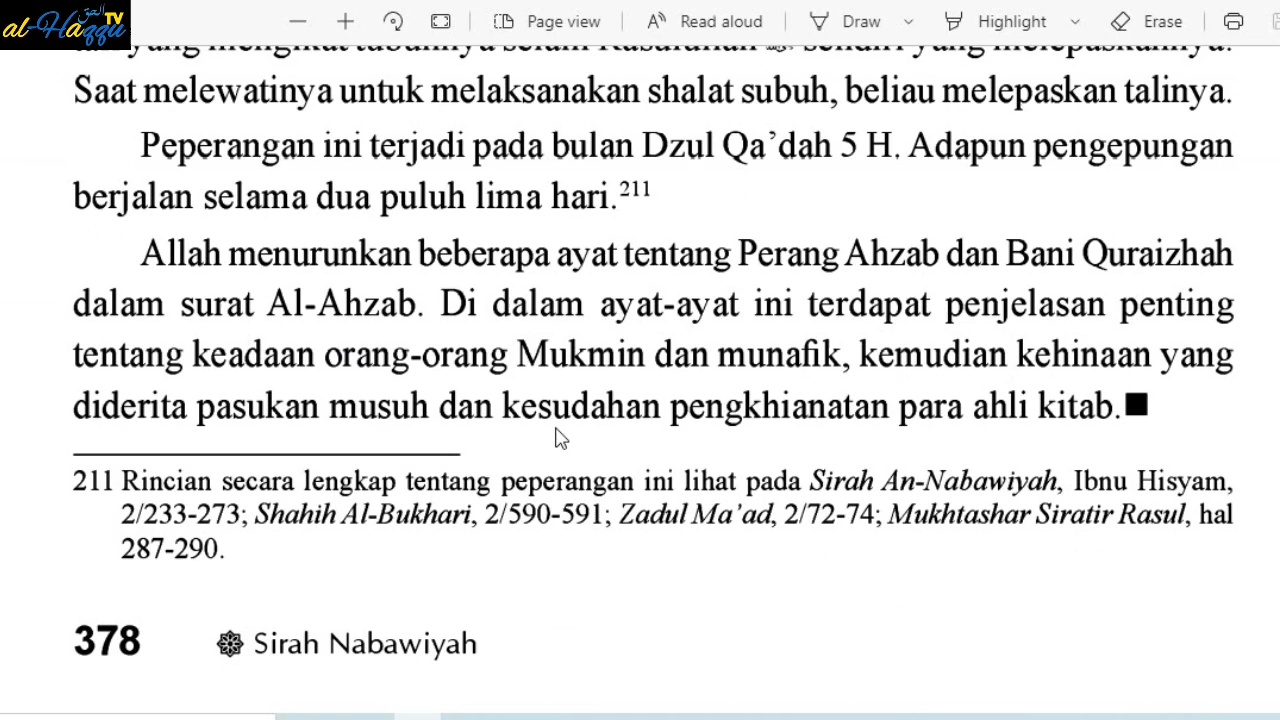 al-Haqqu TV الحق
Page view Read aloud Draw Highlight Erase
Saat melewatinya untuk melaksanakan shalat subuh, beliau melepaskan talinya.
Peperangan ini terjadi pada bulan Dzul Qa’dah 5 H. Adapun pengepungan
berjalan selama dua puluh lima hari.²¹¹
Allah menurunkan beberapa ayat tentang Perang Ahzab dan Bani Quraizhah
dalam surat Al-Ahzab. Di dalam ayat-ayat ini terdapat penjelasan penting
tentang keadaan orang-orang Mukmin dan munafik, kemudian kehinaan yang
diderita pasukan musuh dan kesudahan pengkhianatan para ahli kitab.■
211 Rincian secara lengkap tentang peperangan ini lihat pada Sirah An-Nabawiyah, Ibnu Hisyam,
2/233-273; Shahih Al-Bukhari, 2/590-591; Zadul Ma’ad, 2/72-74; Mukhtashar Siratir Rasul, hal
287-290.
378 Sirah Nabawiyah